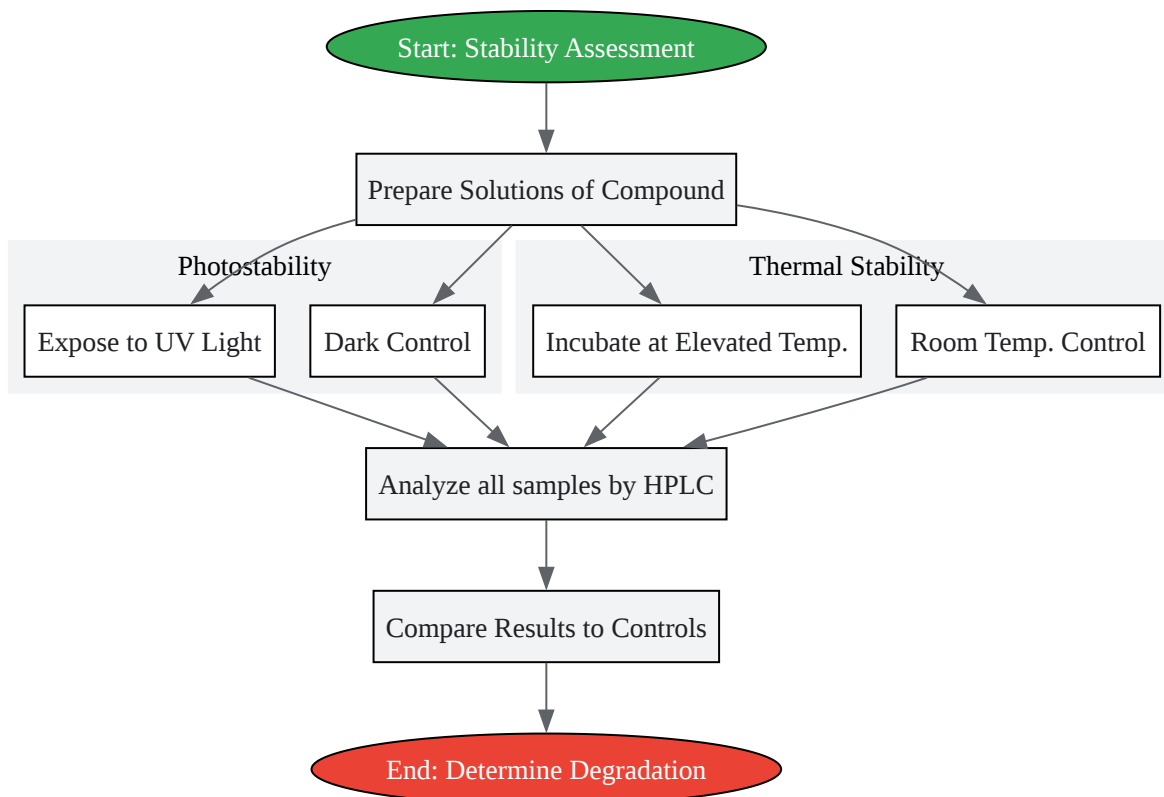 Start: Stability Assessment
Prepare Solutions of Compound
Photostability
Thermal Stability
Expose to UV Light
Dark Control
Incubate at Elevated Temp.
Room Temp. Control
Analyze all samples by HPLC
Compare Results to Controls
End: Determine Degradation